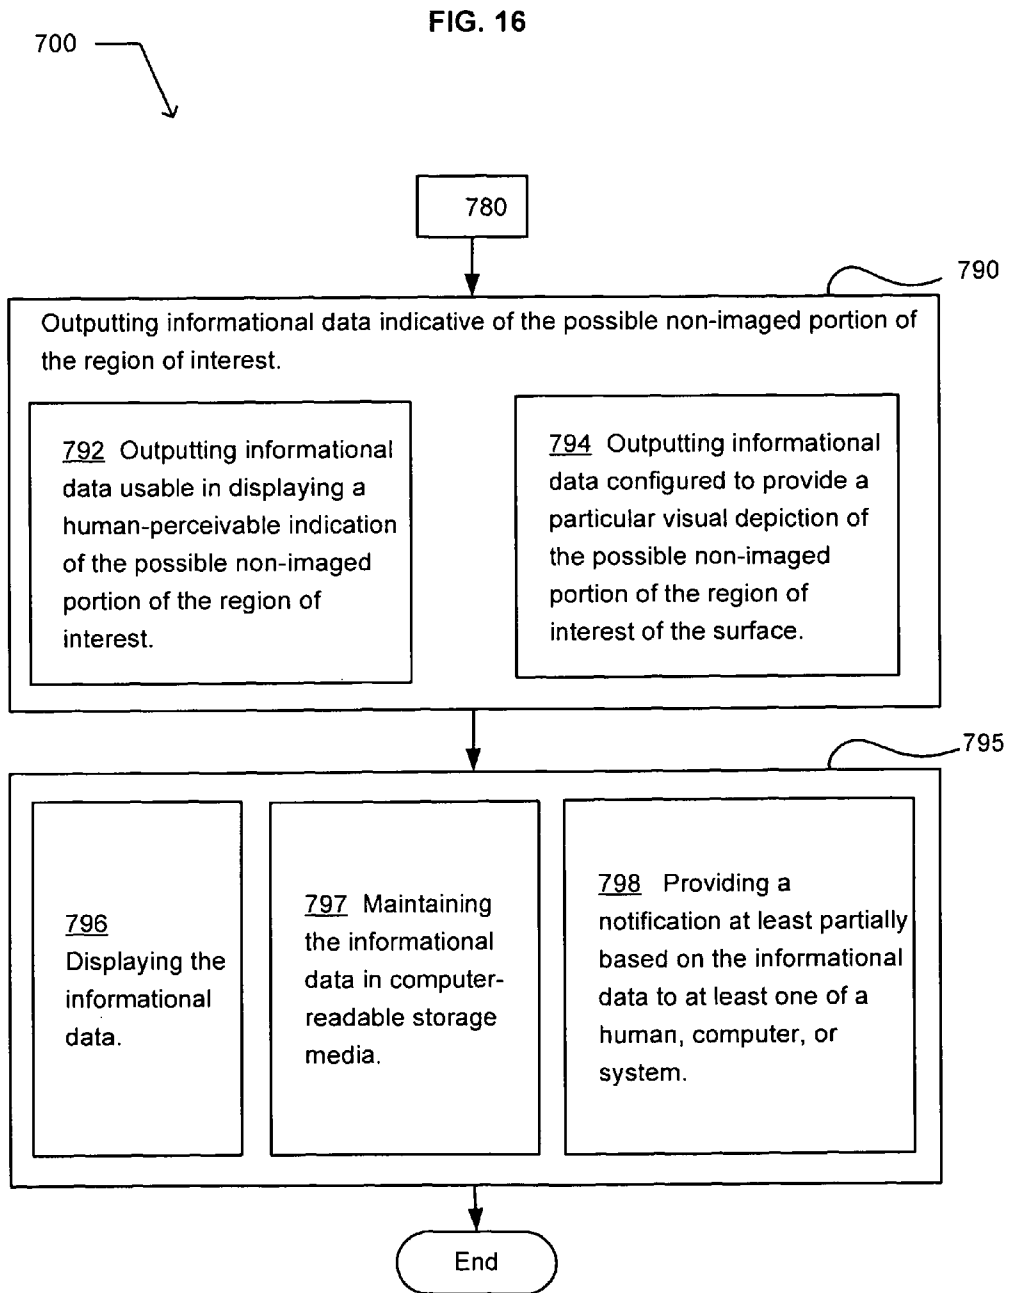 FIG. 16
700
780
790
Outputting informational data indicative of the possible non-imaged portion of
the region of interest.
792 Outputting informational
data usable in displaying a
human-perceivable indication
of the possible non-imaged
portion of the region of
interest.
794 Outputting informational
data configured to provide a
particular visual depiction of
the possible non-imaged
portion of the region of
interest of the surface.
795
796
Displaying the
informational
data.
797 Maintaining
the informational
data in computer-
readable storage
media.
798 Providing a
notification at least partially
based on the informational
data to at least one of a
human, computer, or
system.
End